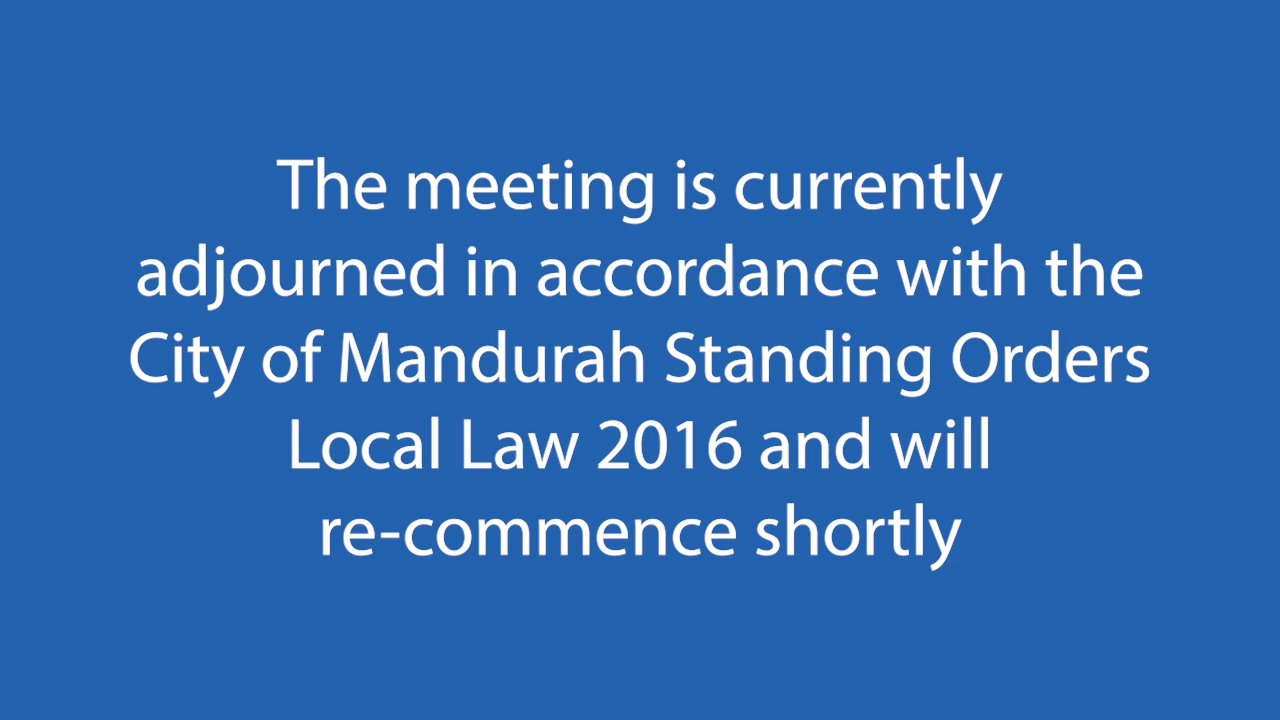 The meeting is currently
adjourned in accordance with the
City of Mandurah Standing Orders
Local Law 2016 and will
re-commence shortly